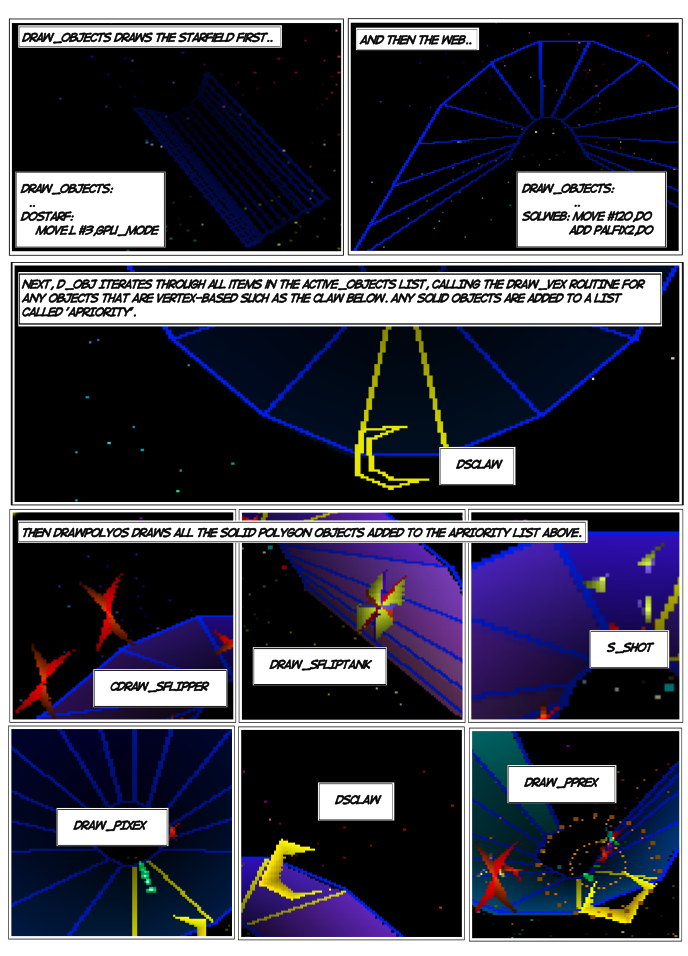 DRAW_OBJECTS DRAWS THE STARFIELD FIRST..
AND THEN THE WEB..
DRAW_OBJECTS:
..
DOSTARF:
MOVE.L #3,GPU_MODE
DRAW_OBJECTS:
..
SOLWEB: MOVE #120,D0
ADD PALFIX2,D0
NEXT, D_OBJ ITERATES THROUGH ALL ITEMS IN THE ACTIVE_OBJECTS LIST, CALLING THE DRAW_VEX ROUTINE FOR
ANY OBJECTS THAT ARE VERTEX-BASED SUCH AS THE CLAW BELOW. ANY SOLID OBJECTS ARE ADDED TO A LIST
CALLED 'APRIORITY'.
DSCLAW
THEN DRAWPOLYOS DRAWS ALL THE SOLID POLYGON OBJECTS ADDED TO THE APRIORITY LIST ABOVE.
CDRAW_SFLIPPER
DRAW_SFLIPTANK
S_SHOT
DRAW_PIXEX
DSCLAW
DRAW_PPREX